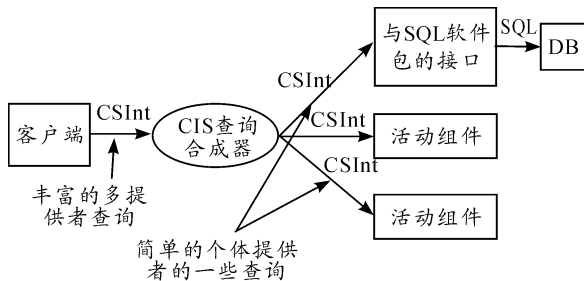 与SQL软件
包的接口
SQL
DB
CSInt
客户端
CSInt
CIS查询
合成器
CSInt
活动组件
CSInt
活动组件
丰富的多提
供者查询
简单的个体提供
者的一些查询